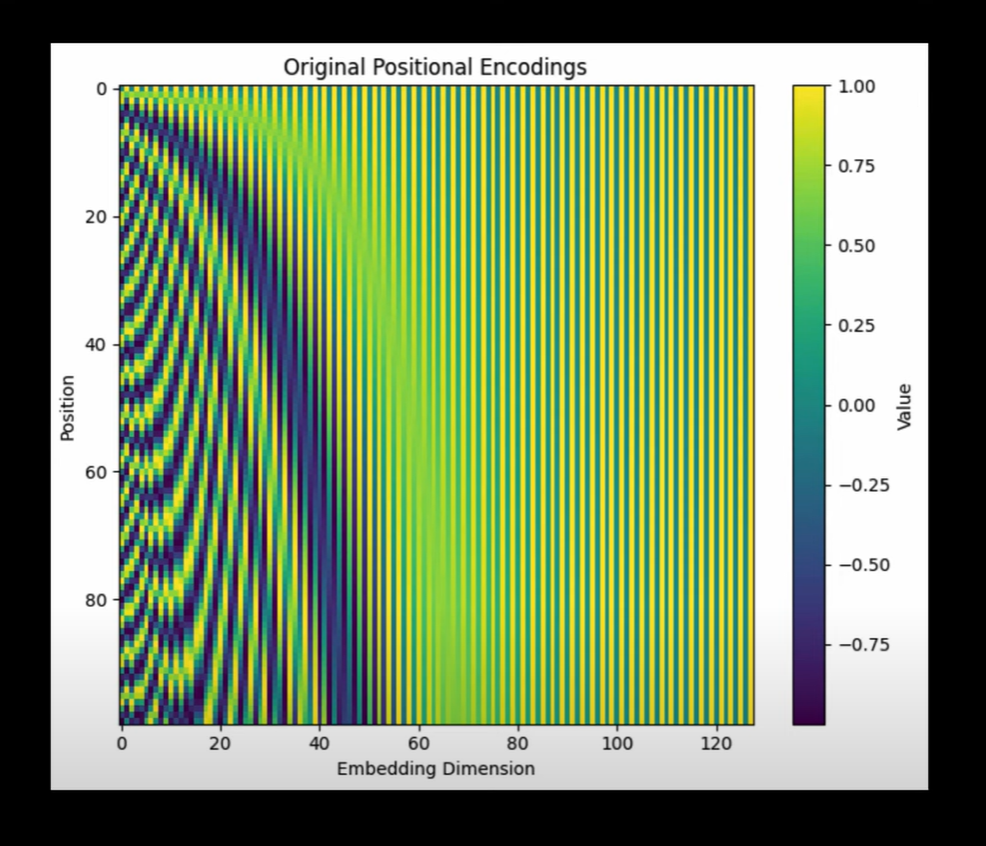 Original Positional Encodings
Position
0
20
40
60
80
0 20 40 60 80 100 120
Embedding Dimension
1.00
0.75
0.50
0.25
0.00
−0.25
−0.50
−0.75
Value